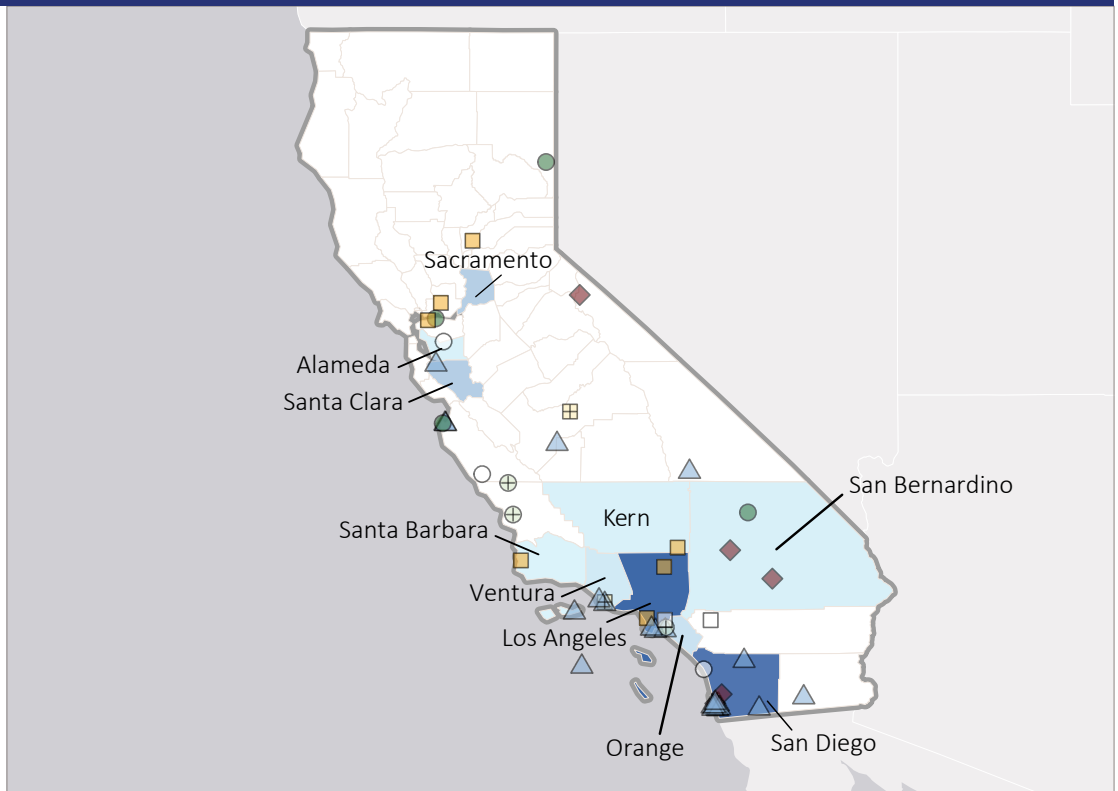 Sacramento
Alameda
Santa Clara
San Bernardino
Kern
Santa Barbara
Ventura
Los Angeles
Orange
San Diego